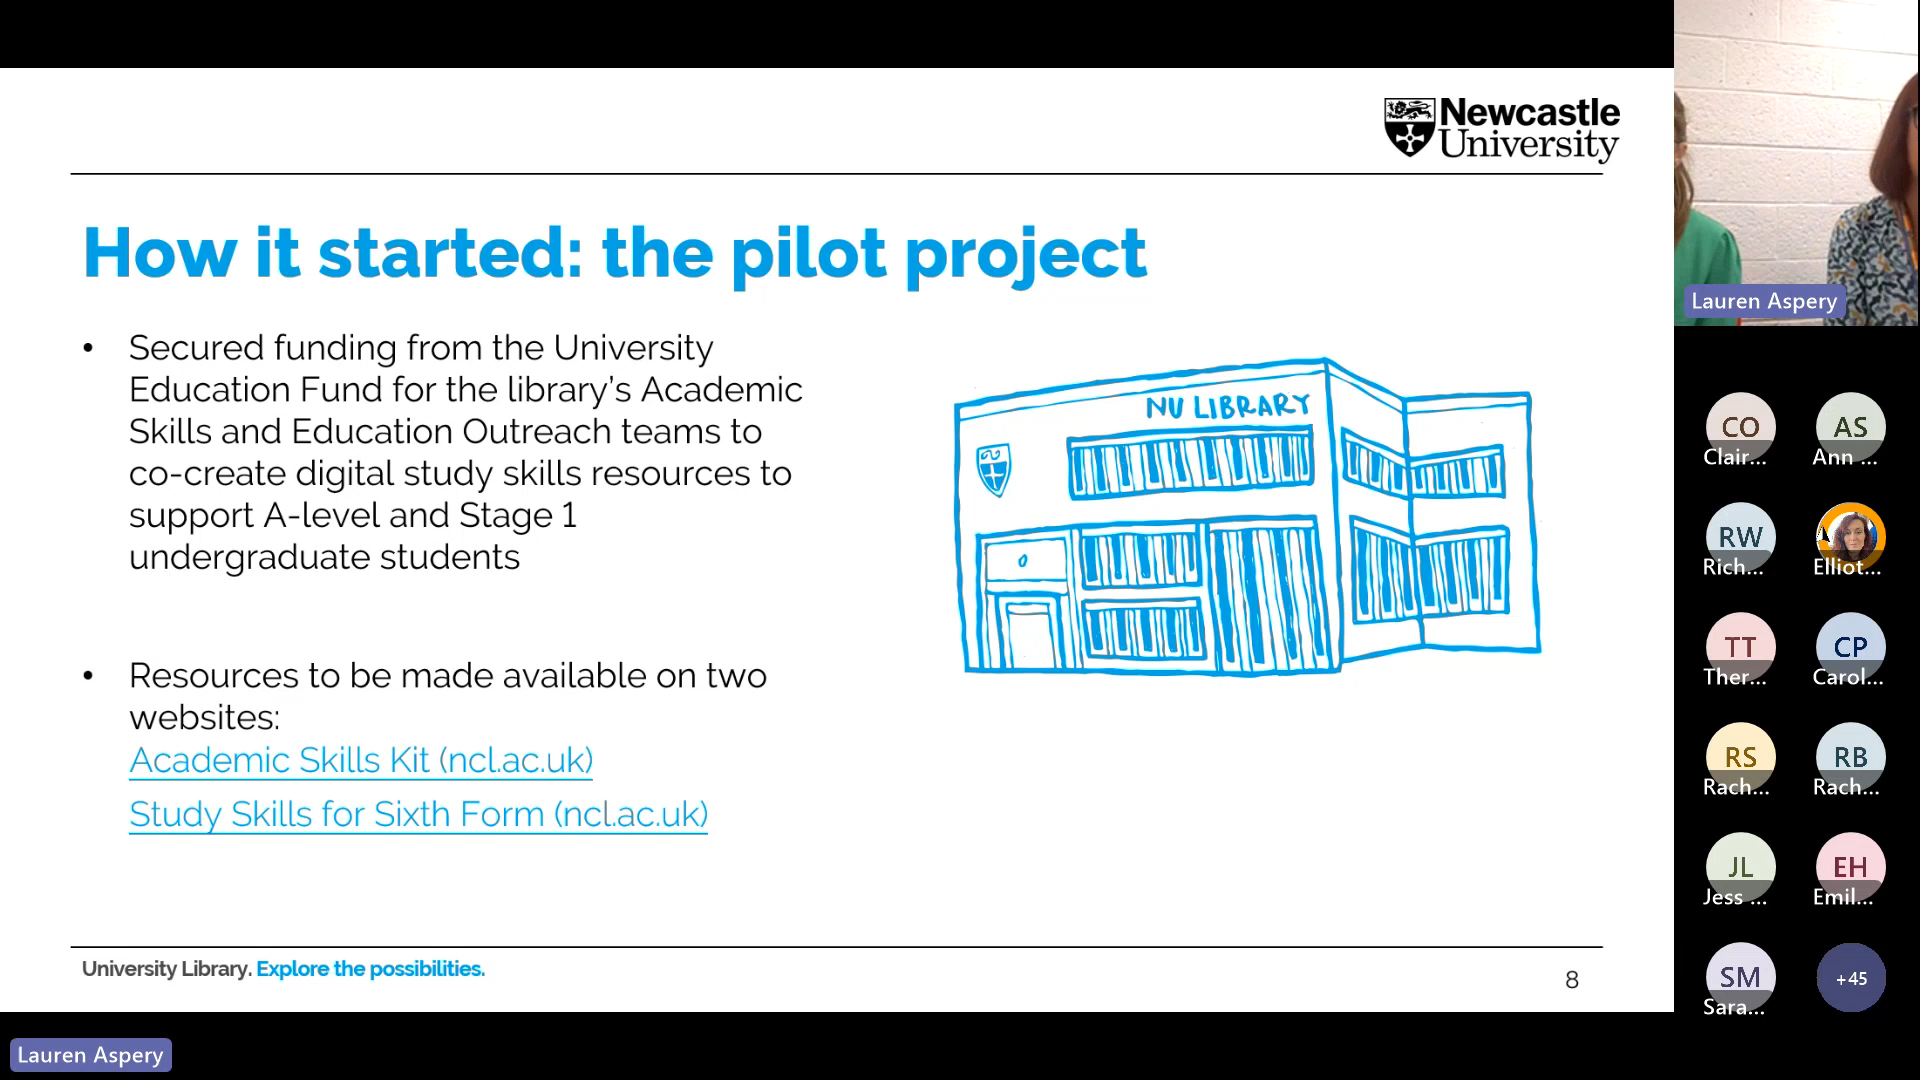 Newcastle
University
How it started: the pilot project
• Secured funding from the University
Education Fund for the library’s Academic
Skills and Education Outreach teams to
co-create digital study skills resources to
support A-level and Stage 1
undergraduate students
• Resources to be made available on two
websites:
Academic Skills Kit (ncl.ac.uk)
Study Skills for Sixth Form (ncl.ac.uk)
NU LIBRARY
University Library. Explore the possibilities.
8
Lauren Aspery
Lauren Aspery
CO
Clair...
AS
Ann ...
RW
Rich...
Elliot...
TT
Ther...
CP
Carol...
RS
Rach...
RB
Rach...
JL
Jess ...
EH
Emil...
SM
Sara...
+45